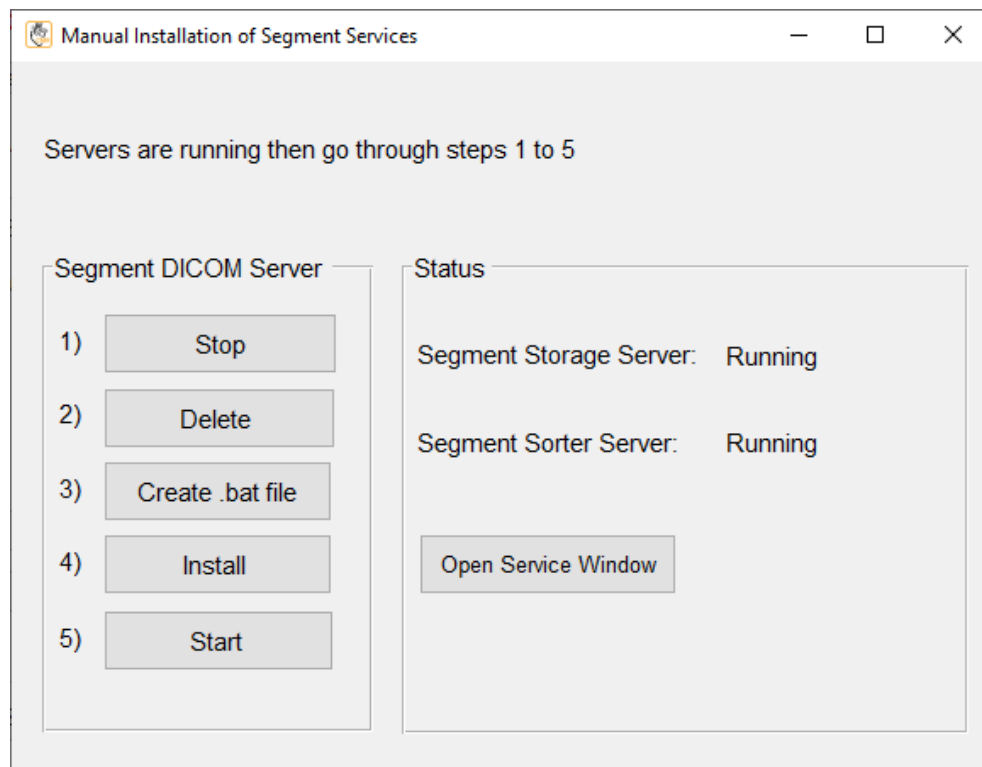 Manual Installation of Segment Services
Servers are running then go through steps 1 to 5
Segment DICOM Server
1) Stop
2) Delete
3) Create .bat file
4) Install
5) Start
Status
Segment Storage Server: Running
Segment Sorter Server: Running
Open Service Window